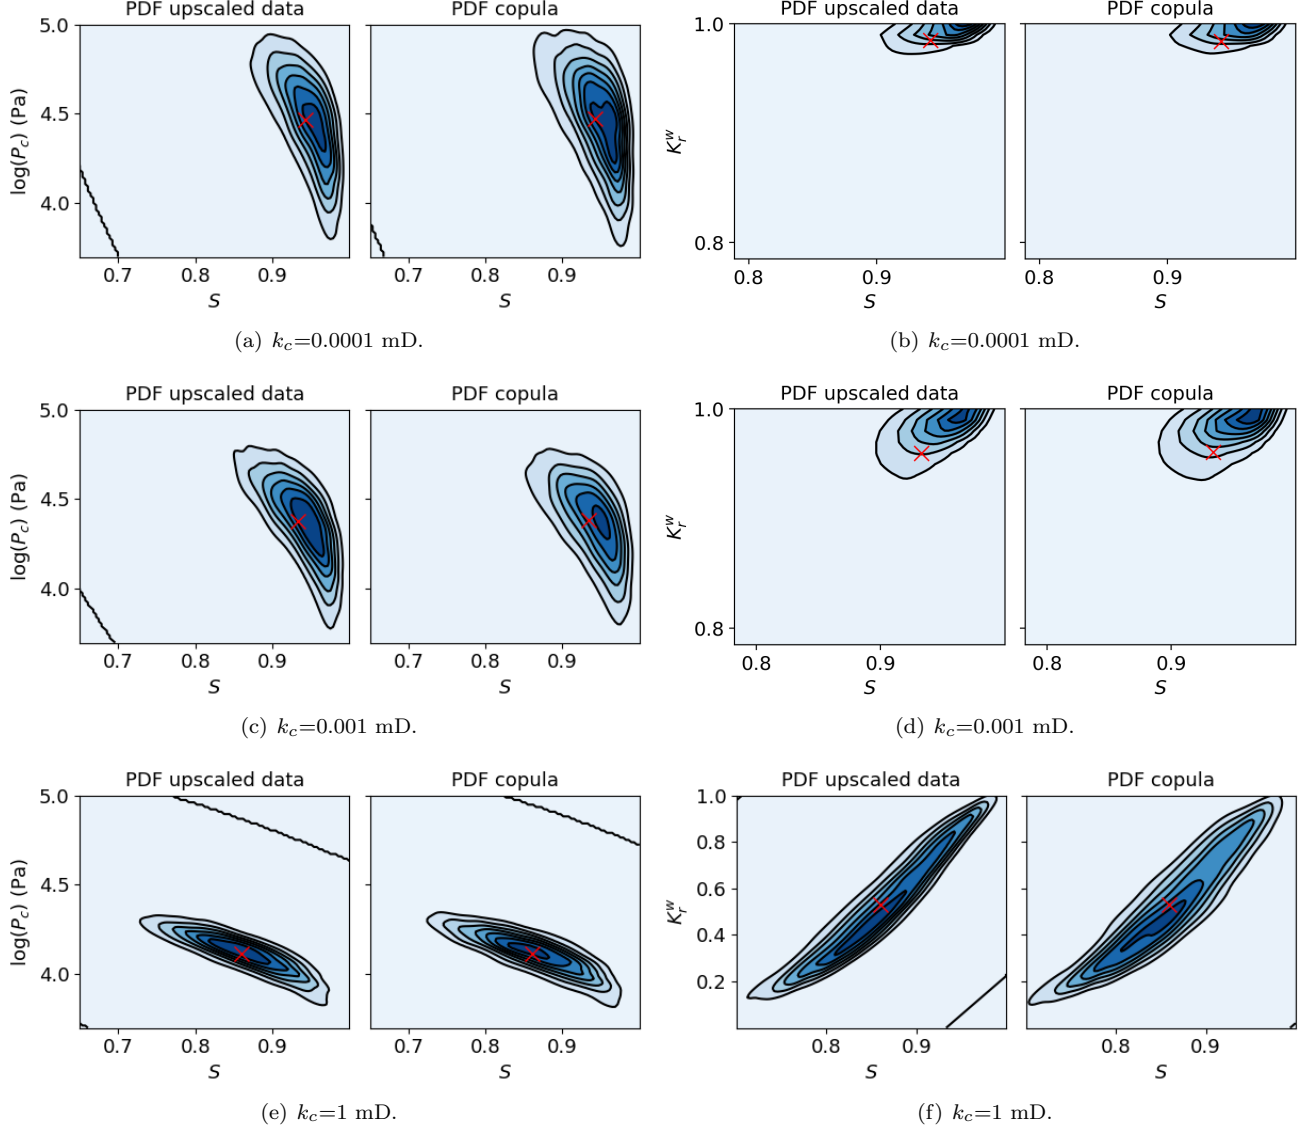 PDF upscaled data PDF copula PDF upscaled data PDF copula
5.0 1.0
4.5
4.0
log(P_c) (Pa) K_r^w
0.8
0.7 0.8 0.9 0.7 0.8 0.9 0.8 0.9 0.8 0.9
S S S S
(a) k_c=0.0001 mD. (b) k_c=0.0001 mD.
PDF upscaled data PDF copula PDF upscaled data PDF copula
5.0 1.0
4.5
4.0
log(P_c) (Pa) K_r^w
0.8
0.7 0.8 0.9 0.7 0.8 0.9 0.8 0.9 0.8 0.9
S S S S
(c) k_c=0.001 mD. (d) k_c=0.001 mD.
PDF upscaled data PDF copula PDF upscaled data PDF copula
5.0 1.0
4.5 0.8
0.6
4.0 0.4
0.2
log(P_c) (Pa) K_r^w
0.7 0.8 0.9 0.7 0.8 0.9 0.8 0.9 0.8 0.9
S S S S
(e) k_c=1 mD. (f) k_c=1 mD.